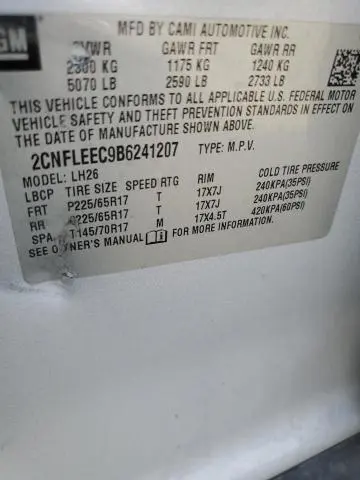 GM
MFD BY CAMI AUTOMOTIVE INC.
GVWR GAWR FRT GAWR RR
2300 KG 1175 KG 1240 KG
5070 LB 2590 LB 2733 LB
THIS VEHICLE CONFORMS TO ALL APPLICABLE U.S. FEDERAL MOTOR
VEHICLE SAFETY AND THEFT PREVENTION STANDARDS IN EFFECT ON
THE DATE OF MANUFACTURE SHOWN ABOVE.
2CNFLEEC9B6241207 TYPE: M.P.V.
MODEL: LH26
LBCP TIRE SIZE SPEED RTG RIM COLD TIRE PRESSURE
FRT P225/65R17 T 17X7J 240KPA(35PSI)
RR P225/65R17 T 17X7J 240KPA(35PSI)
SPA T145/70R17 M 17X4.5T 420KPA(60PSI)
SEE OWNER'S MANUAL